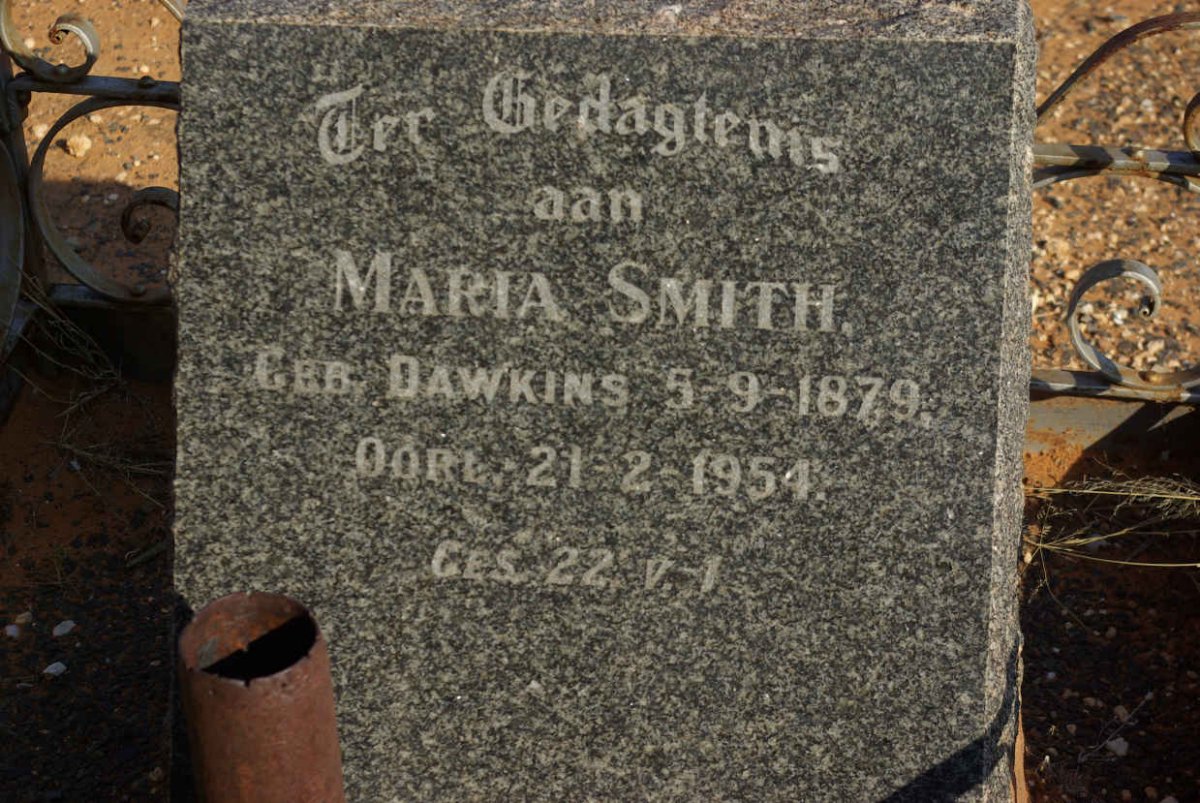 Ter Gedagtenis
aan
MARIA SMITH.
GEB. DAWKINS 5-9-1879.
OORL. 21-2-1954.
GES. 22. V-1